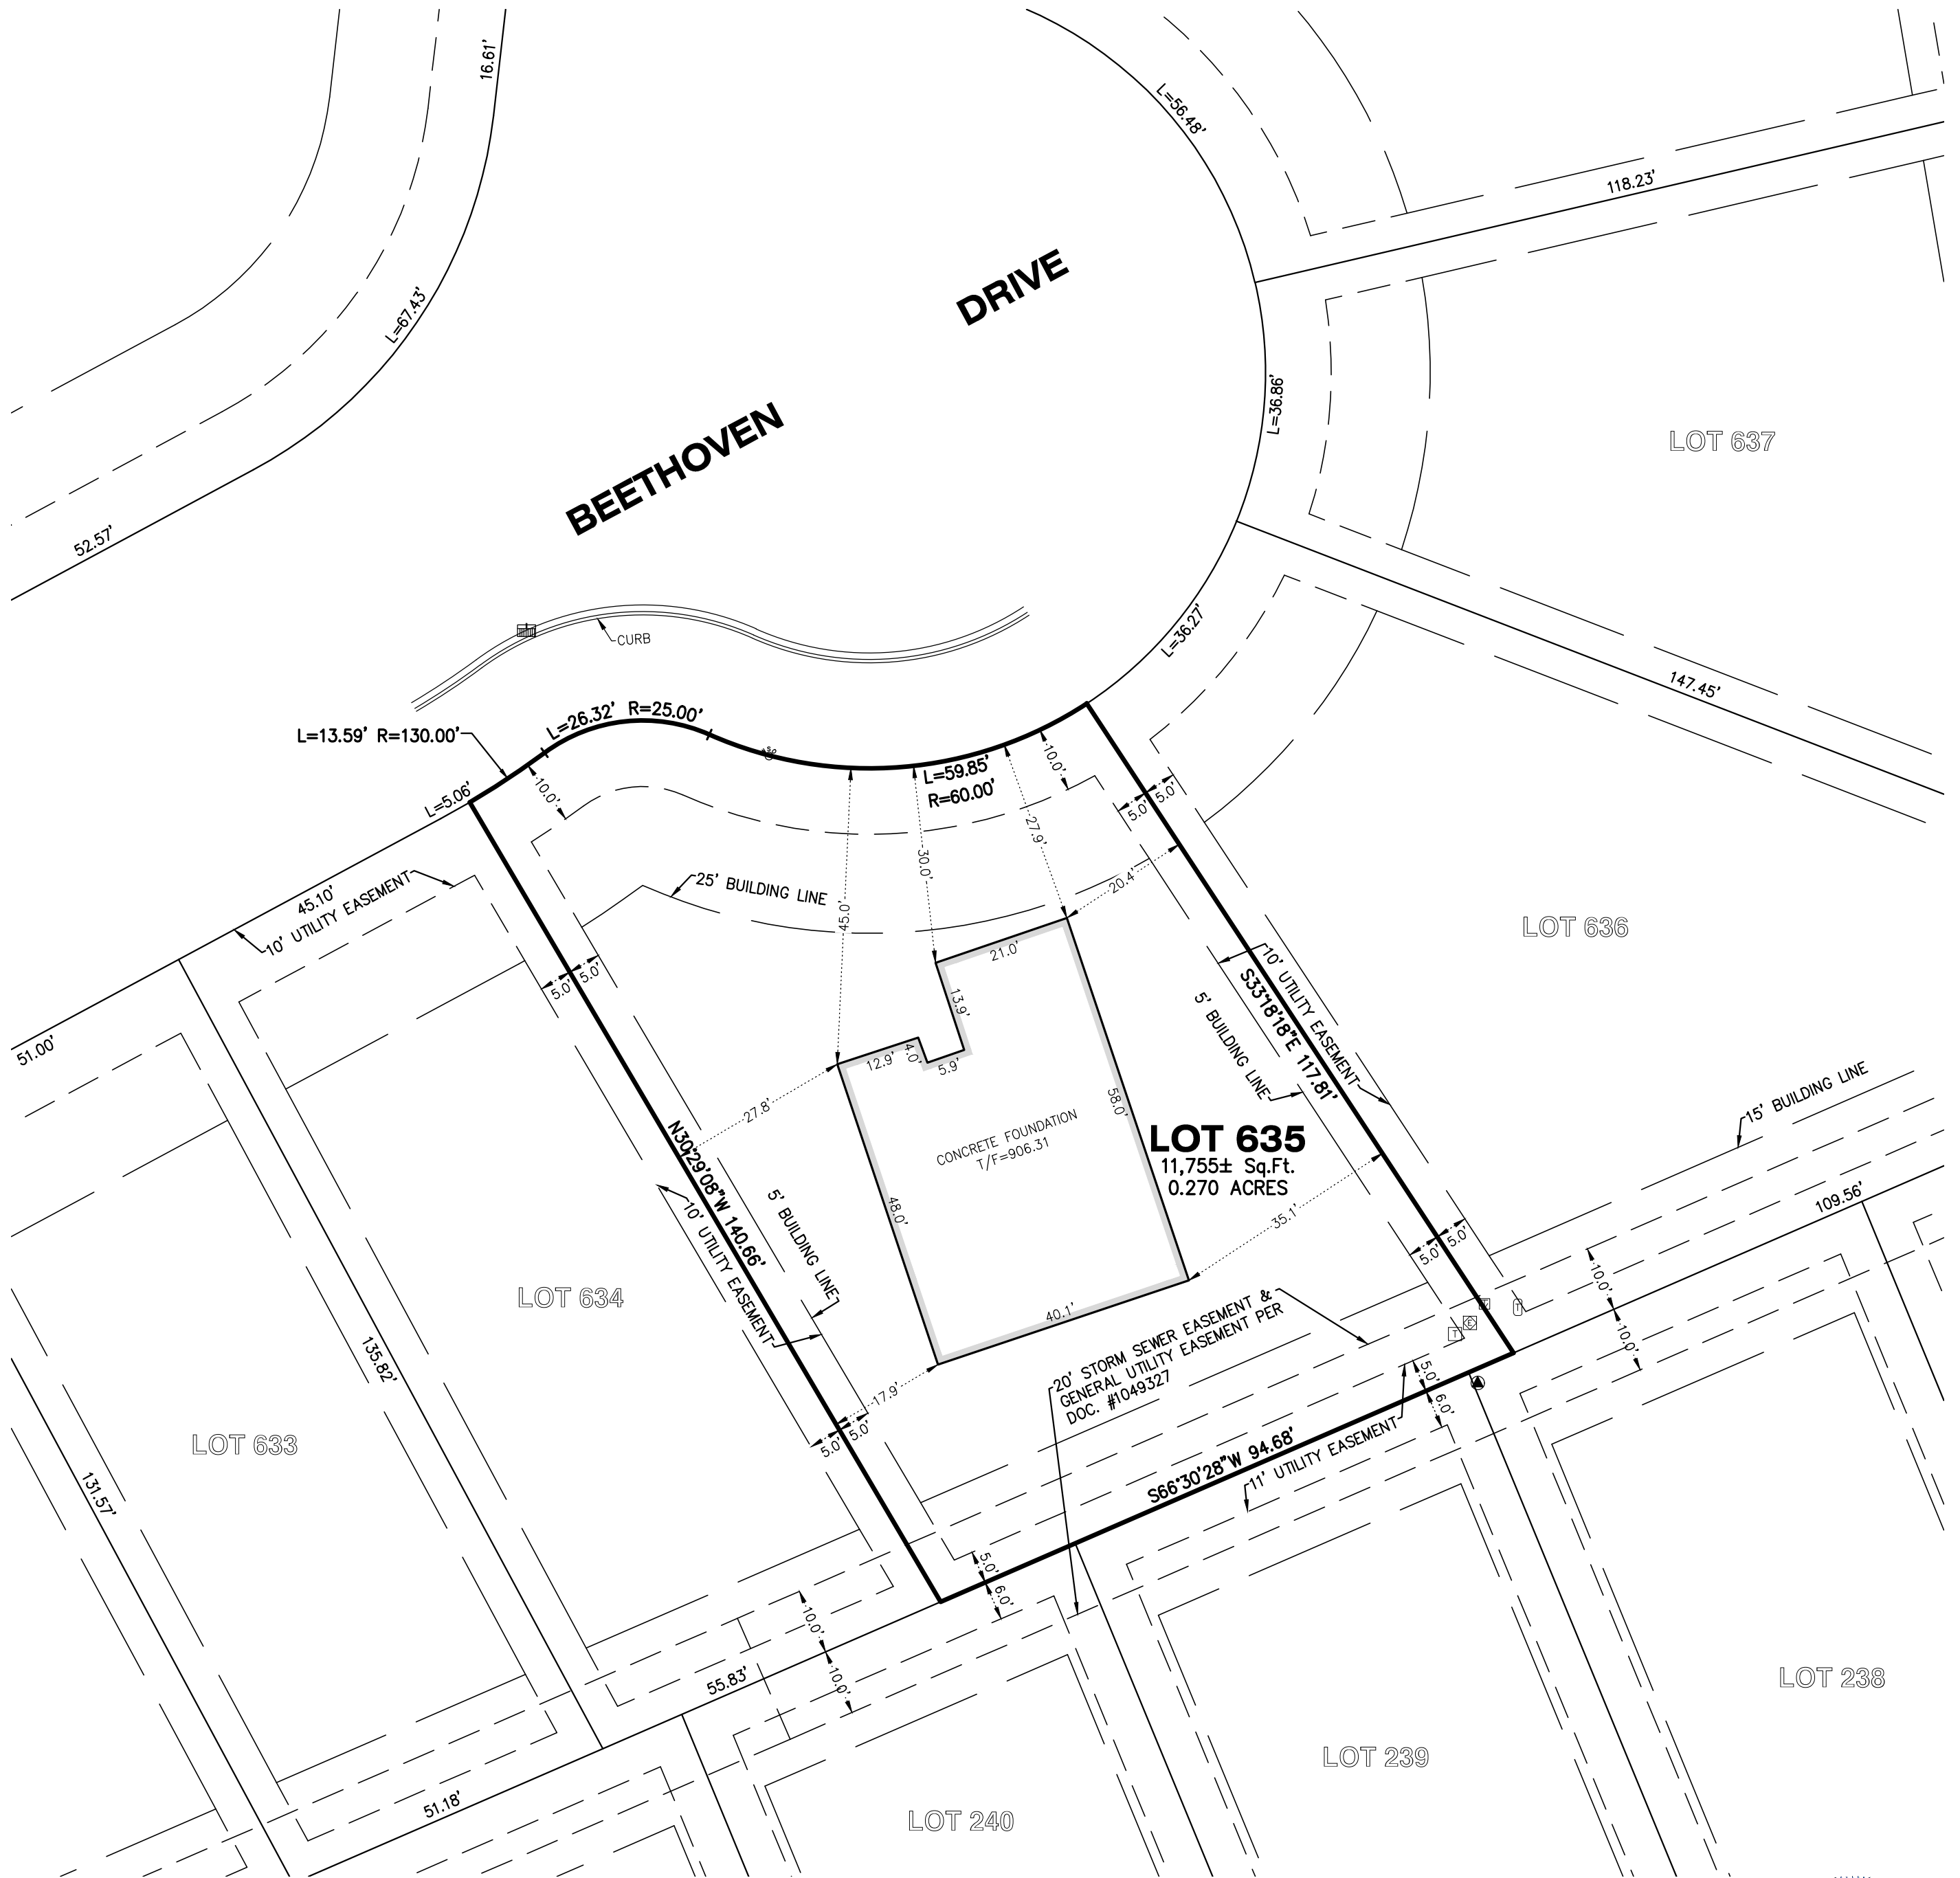 16.61'
L=56.48'
118.23'
DRIVE
L=67.43'
L=36.86'
LOT 637
BEETHOVEN
52.57'
CURB
L=36.27'
147.45'
L=13.59' R=130.00'
L=26.32' R=25.00'
L=59.85'
R=60.00'
10.0'
10.0'
L=5.06'
5.0'
5.0'
27.9'
30.0'
45.0'
20.4'
25' BUILDING LINE
45.10'
10' UTILITY EASEMENT
LOT 636
5.0'
5.0'
21.0'
13.9'
12.9'
4.0'
5.9'
10' UTILITY EASEMENT
S33°18'18"E 117.81'
5' BUILDING LINE
51.00'
27.8'
58.0'
CONCRETE FOUNDATION
T/F=906.31
LOT 635
11,755± Sq.Ft.
0.270 ACRES
15' BUILDING LINE
109.56'
N30°29'08"W 140.66'
10' UTILITY EASEMENT
5' BUILDING LINE
48.0'
35.1'
5.0'
5.0'
LOT 634
40.1'
20' STORM SEWER EASEMENT &
GENERAL UTILITY EASEMENT PER
DOC. #1049327
T
E
T
10.0'
10.0'
135.82'
17.9'
5.0'
5.0'
5.0'
6.0'
LOT 633
131.57'
S66°30'28"W 94.68'
11' UTILITY EASEMENT
5.0'
6.0'
10.0'
10.0'
55.83'
51.18'
LOT 238
LOT 239
LOT 240